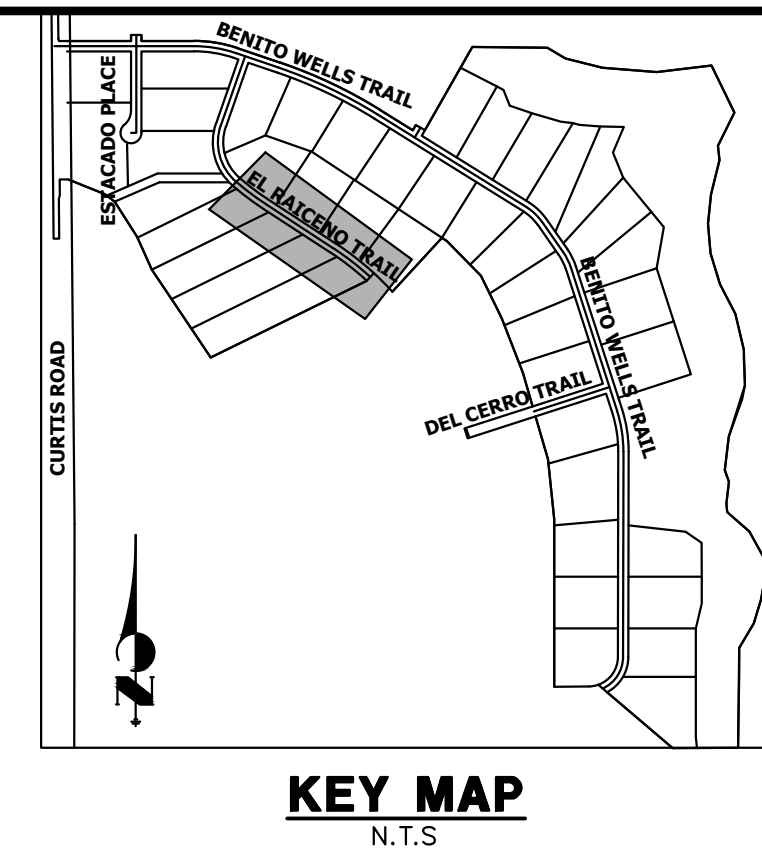 BENITO WELLS TRAIL
ESTACADO PLACE
EL RAICENO TRAIL
BENITO WELLS TRAIL
CURTIS ROAD
DEL CERRO TRAIL
N
KEY MAP
N.T.S